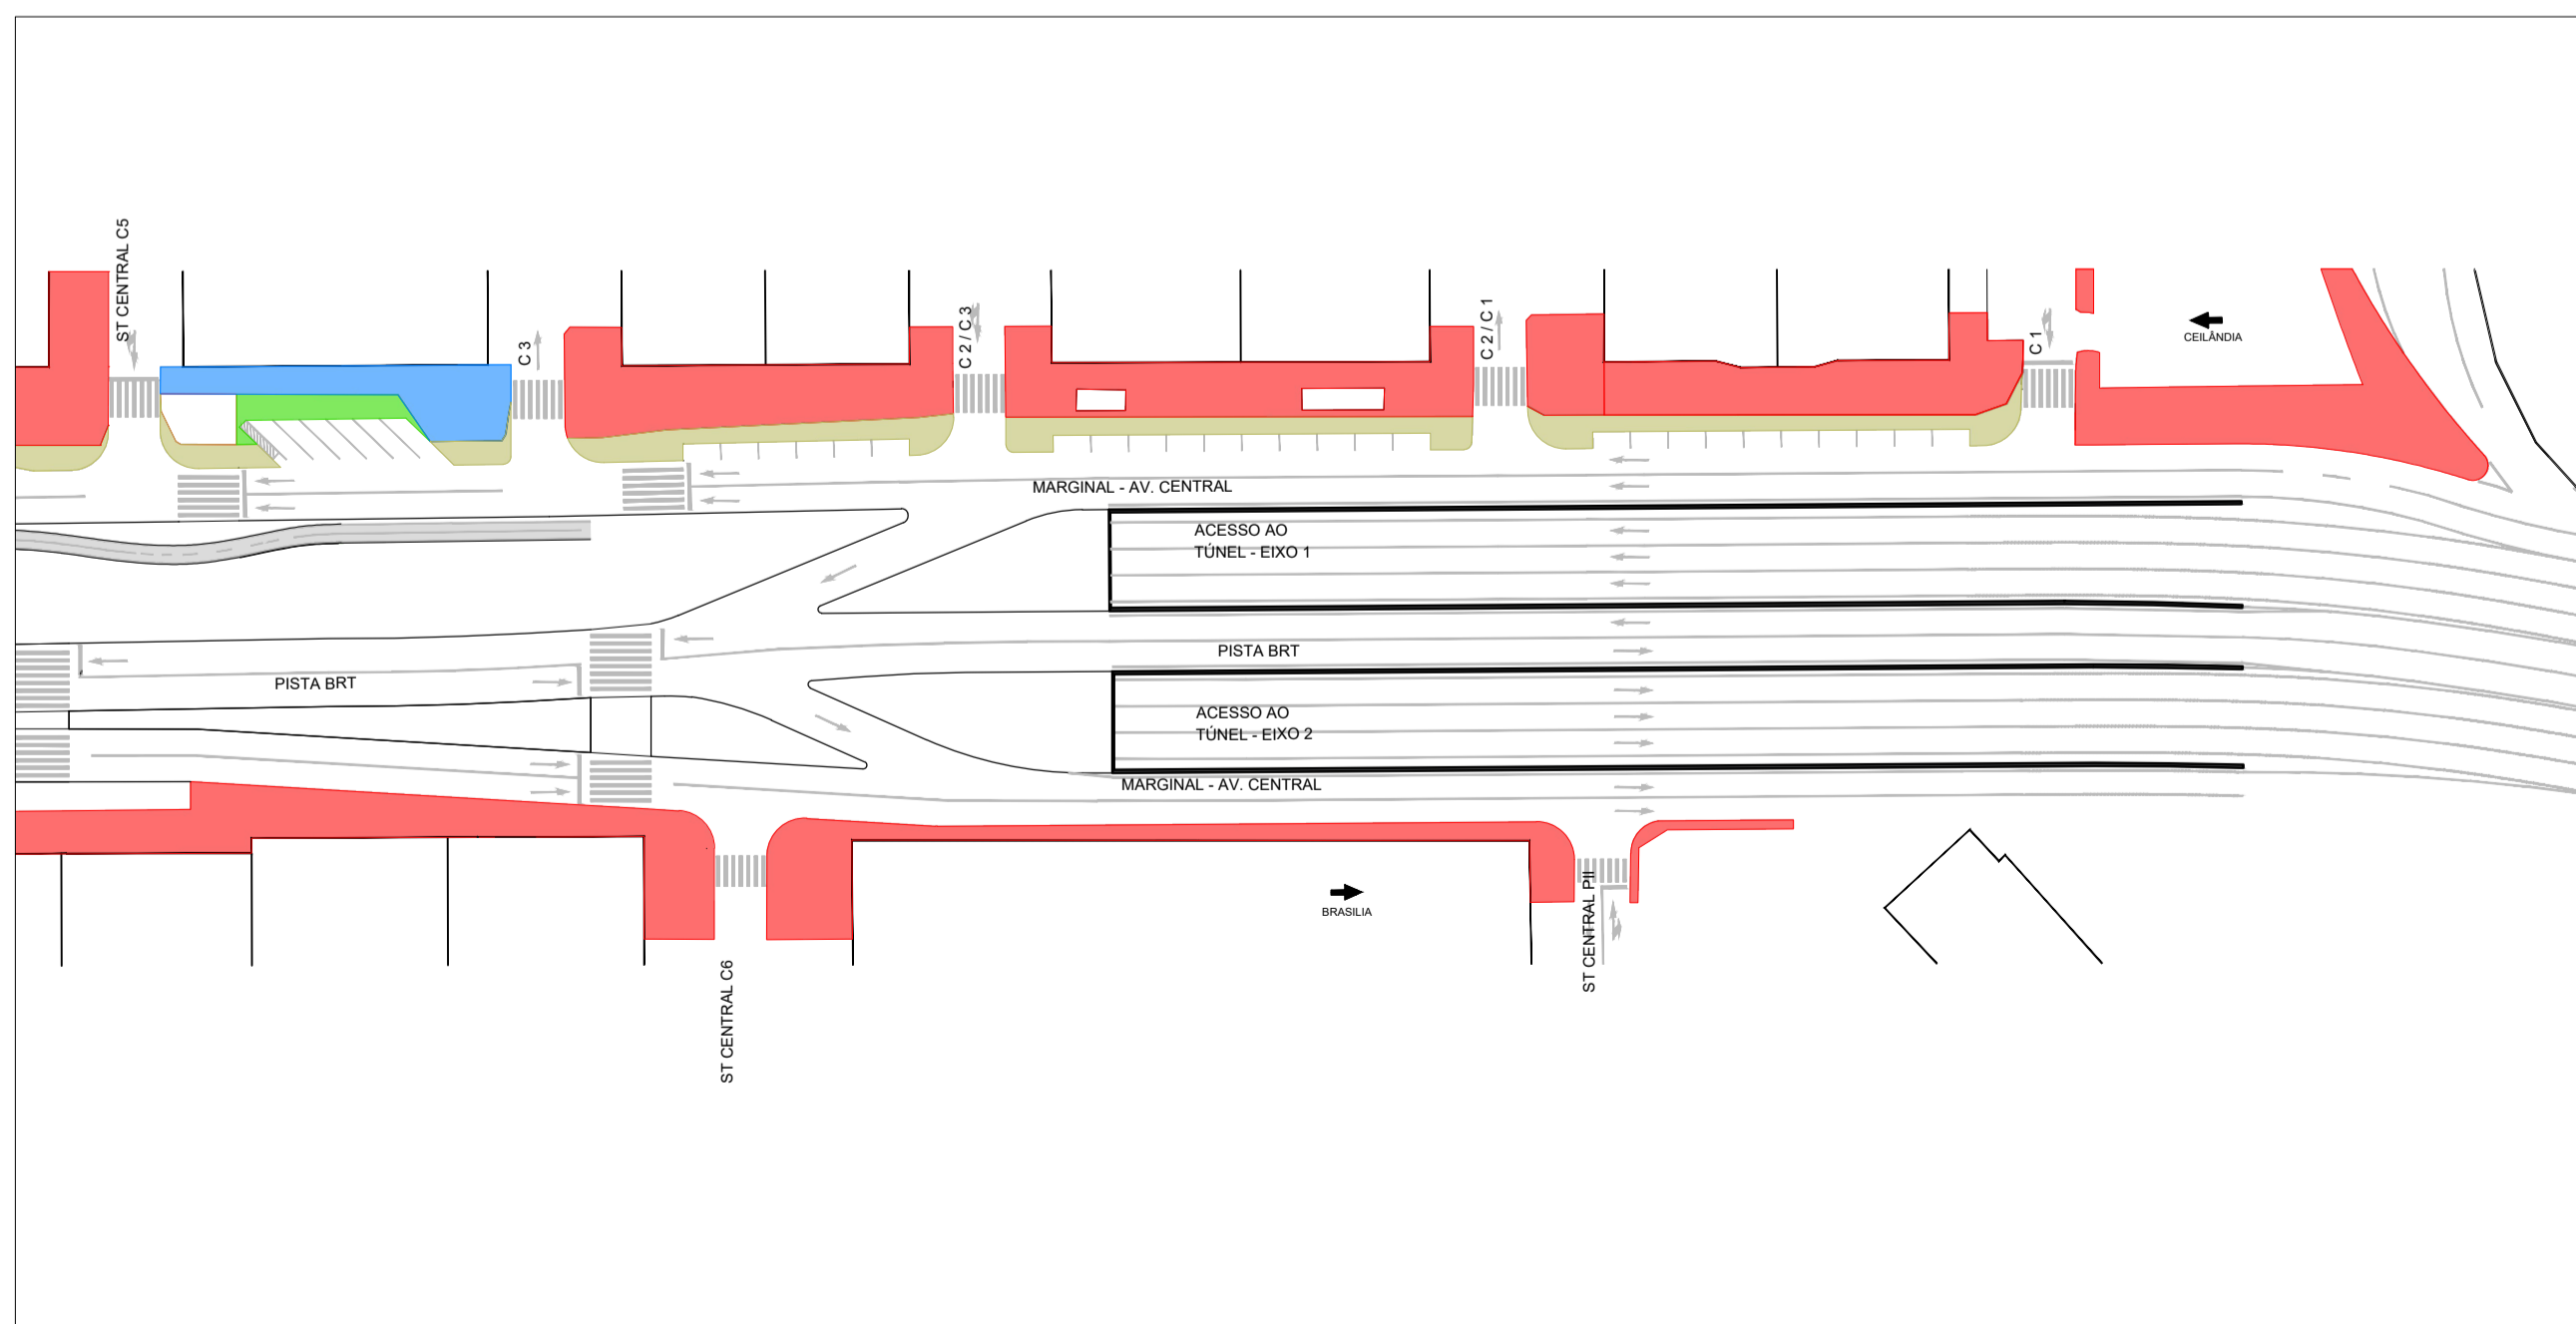 ST CENTRAL C5
C 3
C 2 / C 3
C 2 / C 1
C 1
CEILÂNDIA
MARGINAL - AV. CENTRAL
ACESSO AO
TÚNEL - EIXO 1
PISTA BRT
PISTA BRT
ACESSO AO
TÚNEL - EIXO 2
MARGINAL - AV. CENTRAL
BRASILIA
ST CENTRAL PII
ST CENTRAL C6